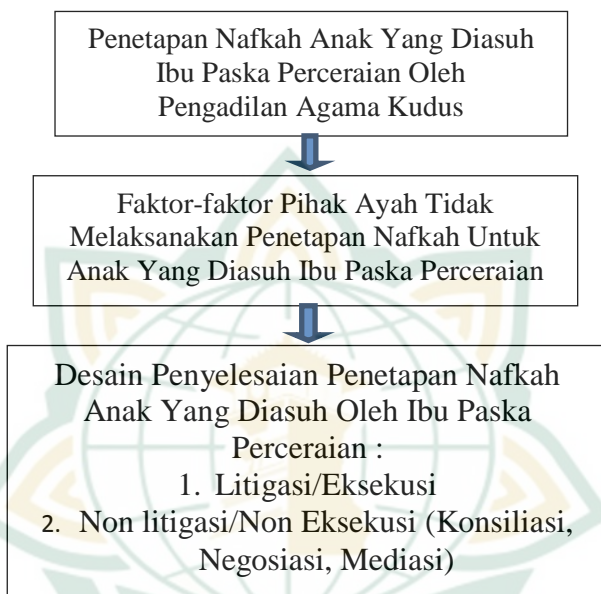 Penetapan Nafkah Anak Yang Diasuh
Ibu Paska Perceraian Oleh
Pengadilan Agama Kudus
Faktor-faktor Pihak Ayah Tidak
Melaksanakan Penetapan Nafkah Untuk
Anak Yang Diasuh Ibu Paska Perceraian
Desain Penyelesaian Penetapan Nafkah
Anak Yang Diasuh Oleh Ibu Paska
Perceraian :
1. Litigasi/Eksekusi
2. Non litigasi/Non Eksekusi (Konsiliasi,
Negosiasi, Mediasi)